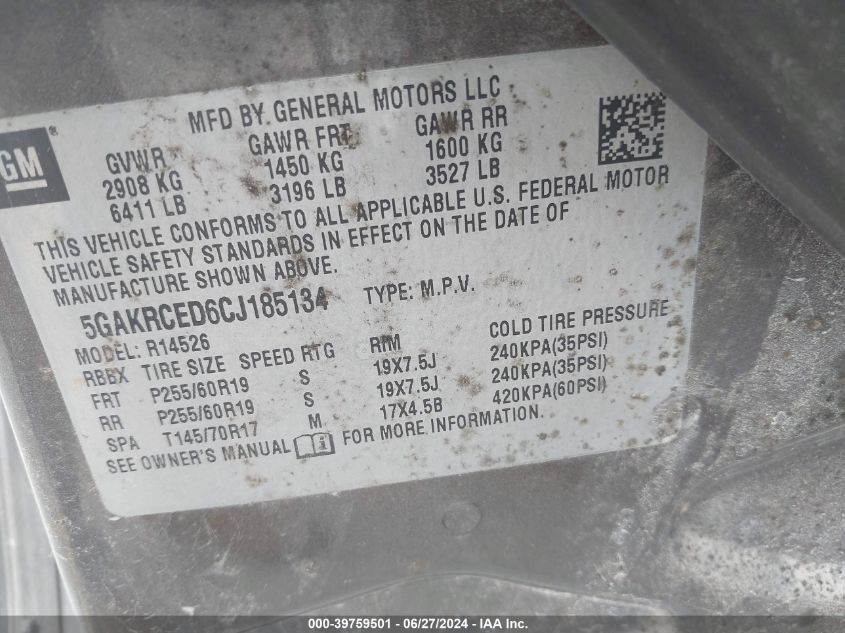 MFD BY GENERAL MOTORS LLC
GM ®
GVWR GAWR FRT GAWR RR
2908 KG 1450 KG 1600 KG
6411 LB 3196 LB 3527 LB
THIS VEHICLE CONFORMS TO ALL APPLICABLE U.S. FEDERAL MOTOR
VEHICLE SAFETY STANDARDS IN EFFECT ON THE DATE OF
MANUFACTURE SHOWN ABOVE.
5GAKRCED6CJ185134 TYPE: M.P.V.
MODEL: R14526
RBBX TIRE SIZE SPEED RTG RIM COLD TIRE PRESSURE
FRT P255/60R19 S 19X7.5J 240KPA(35PSI)
RR P255/60R19 S 19X7.5J 240KPA(35PSI)
SPA T145/70R17 M 17X4.5B 420KPA(60PSI)
SEE OWNER'S MANUAL FOR MORE INFORMATION.
000-39759501 - 06/27/2024 - IAA Inc.